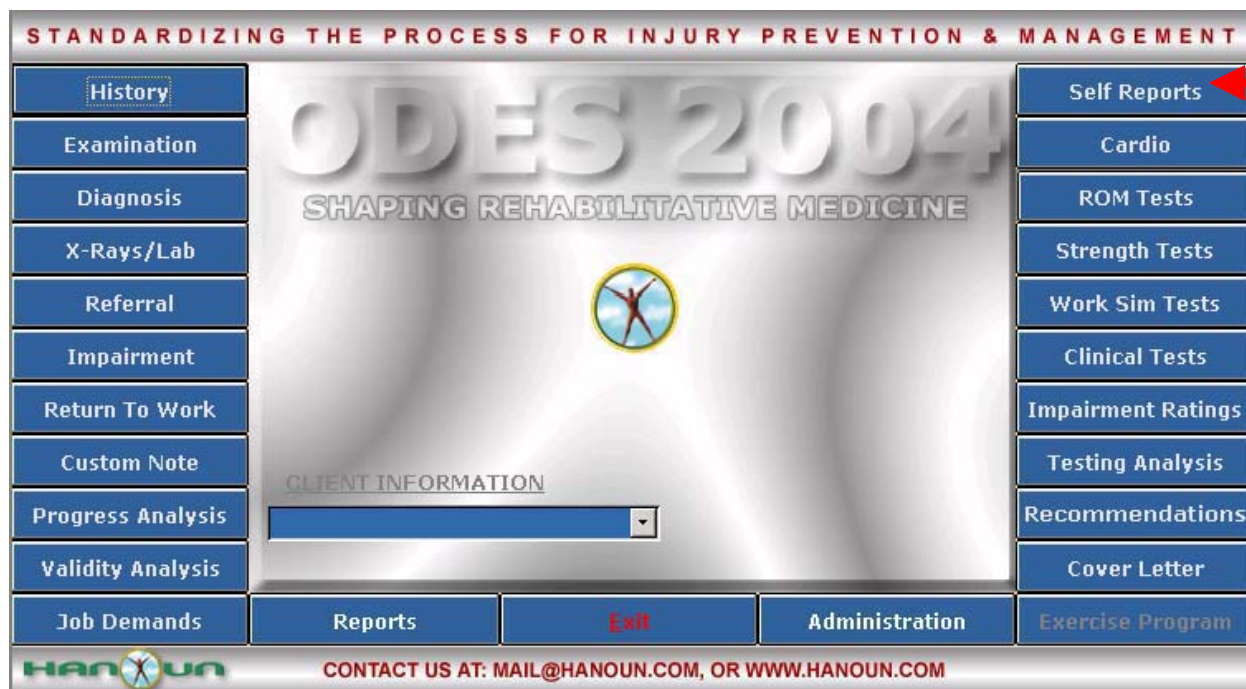 STANDARDIZING THE PROCESS FOR INJURY PREVENTION & MANAGEMENT
History
Examination
Diagnosis
X-Rays/Lab
Referral
Impairment
Return To Work
Custom Note
Progress Analysis
Validity Analysis
Job Demands
ODES 2004
SHAPING REHABILITATIVE MEDICINE
CLIENT INFORMATION
Reports
Exit
Administration
Self Reports
Cardio
ROM Tests
Strength Tests
Work Sim Tests
Clinical Tests
Impairment Ratings
Testing Analysis
Recommendations
Cover Letter
Exercise Program
HANOUN
CONTACT US AT: MAIL@HANOUN.COM, OR WWW.HANOUN.COM